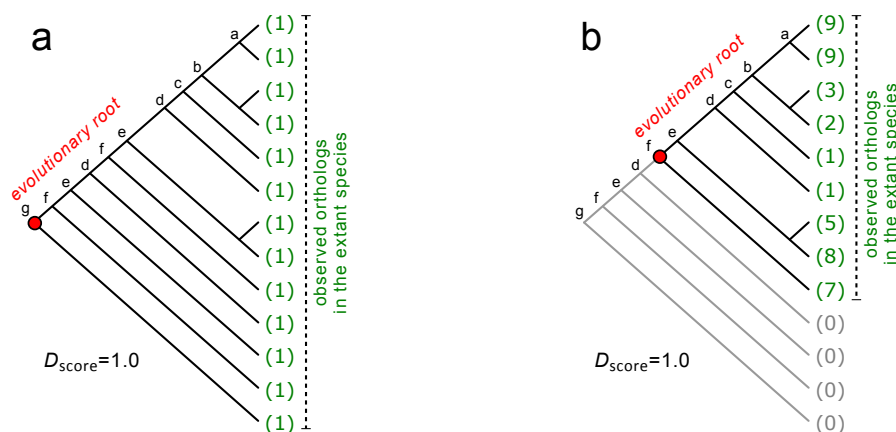 a
evolutionary root
a
b
c
d
e
f
d
e
f
g
(1)
(1)
(1)
(1)
(1)
(1)
(1)
(1)
(1)
(1)
(1)
(1)
(1)
observed orthologs
in the extant species
Dscore=1.0
b
evolutionary root
a
b
c
d
e
f
d
e
f
g
(9)
(9)
(3)
(2)
(1)
(1)
(5)
(8)
(7)
(0)
(0)
(0)
(0)
observed orthologs
in the extant species
Dscore=1.0